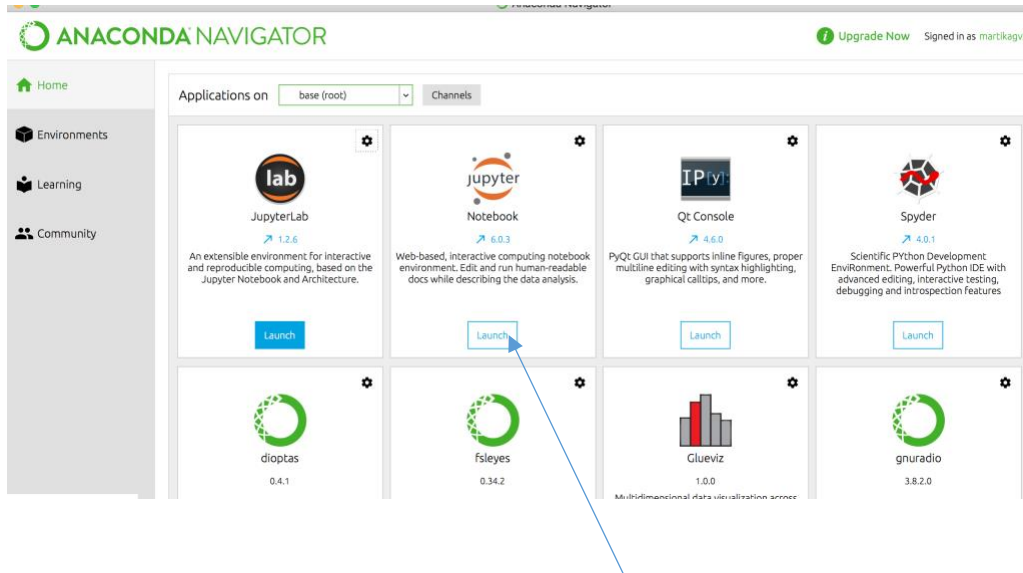 Anaconda Navigator
ANACONDA NAVIGATOR
Upgrade Now Signed in as martikagv
Home
Applications on base (root) Channels
Environments
Learning
Community
lab
JupyterLab
1.2.6
An extensible environment for interactive
and reproducible computing, based on the
Jupyter Notebook and Architecture.
Launch
jupyter
Notebook
6.0.3
Web-based, interactive computing notebook
environment. Edit and run human-readable
docs while describing the data analysis.
Launch
IP[y]:
Qt Console
4.6.0
PyQt GUI that supports inline figures, proper
multiline editing with syntax highlighting,
graphical calltips, and more.
Launch
Spyder
4.0.1
Scientific PYthon Development
EnviRonment. Powerful Python IDE with
advanced editing, interactive testing,
debugging and introspection features
Launch
dioptas
0.4.1
fsleyes
0.34.2
Glueviz
1.0.0
Multidimensional data visualization across
gnuradio
3.8.2.0